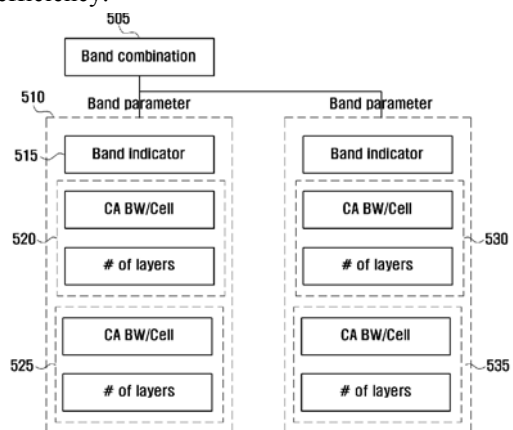 efficiency.
505
Band combination
510
Band parameter
Band parameter
515
Band indicator
Band indicator
CA BW/Cell
CA BW/Cell
520
530
# of layers
# of layers
CA BW/Cell
CA BW/Cell
525
535
# of layers
# of layers